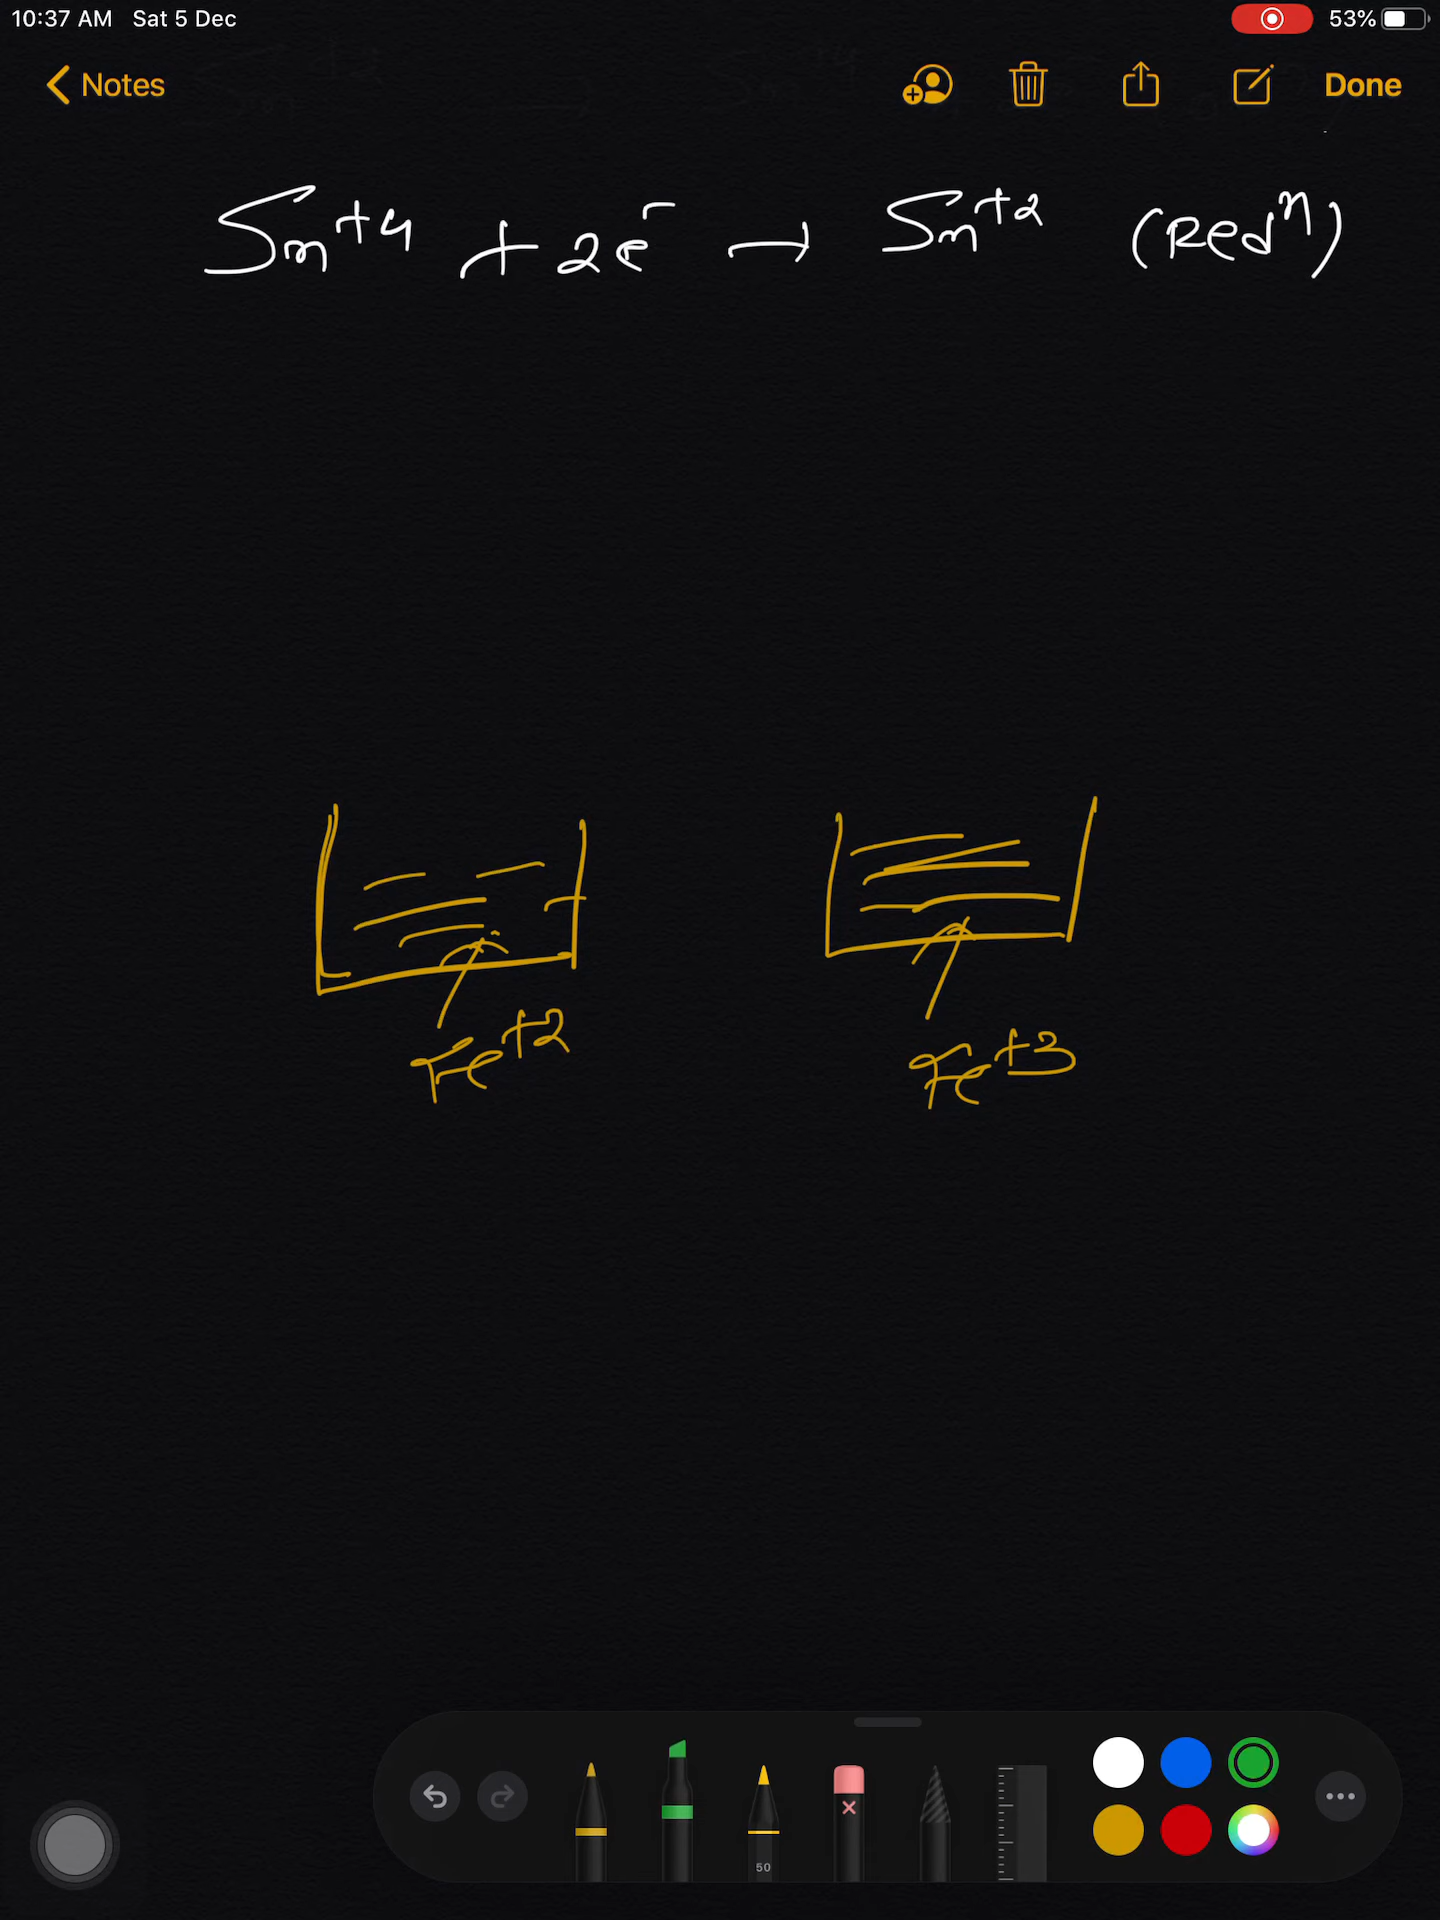 10:37 AM Sat 5 Dec 53%
Notes Done
Sn⁺⁴ + 2e⁻ → Sn⁺² (Redⁿ)
Fe⁺² Fe⁺³
50